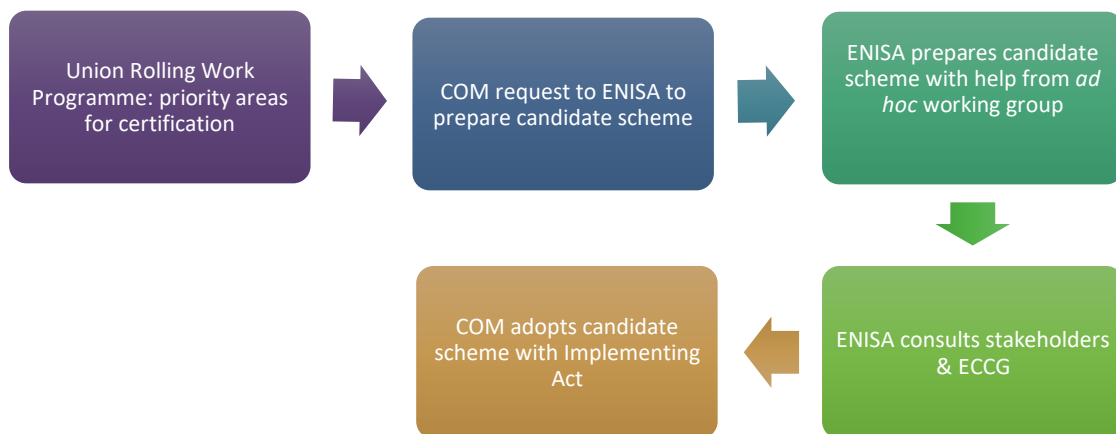 Union Rolling Work
Programme: priority areas
for certification
COM request to ENISA to
prepare candidate scheme
ENISA prepares candidate
scheme with help from ad
hoc working group
ENISA consults stakeholders
& ECCG
COM adopts candidate
scheme with Implementing
Act